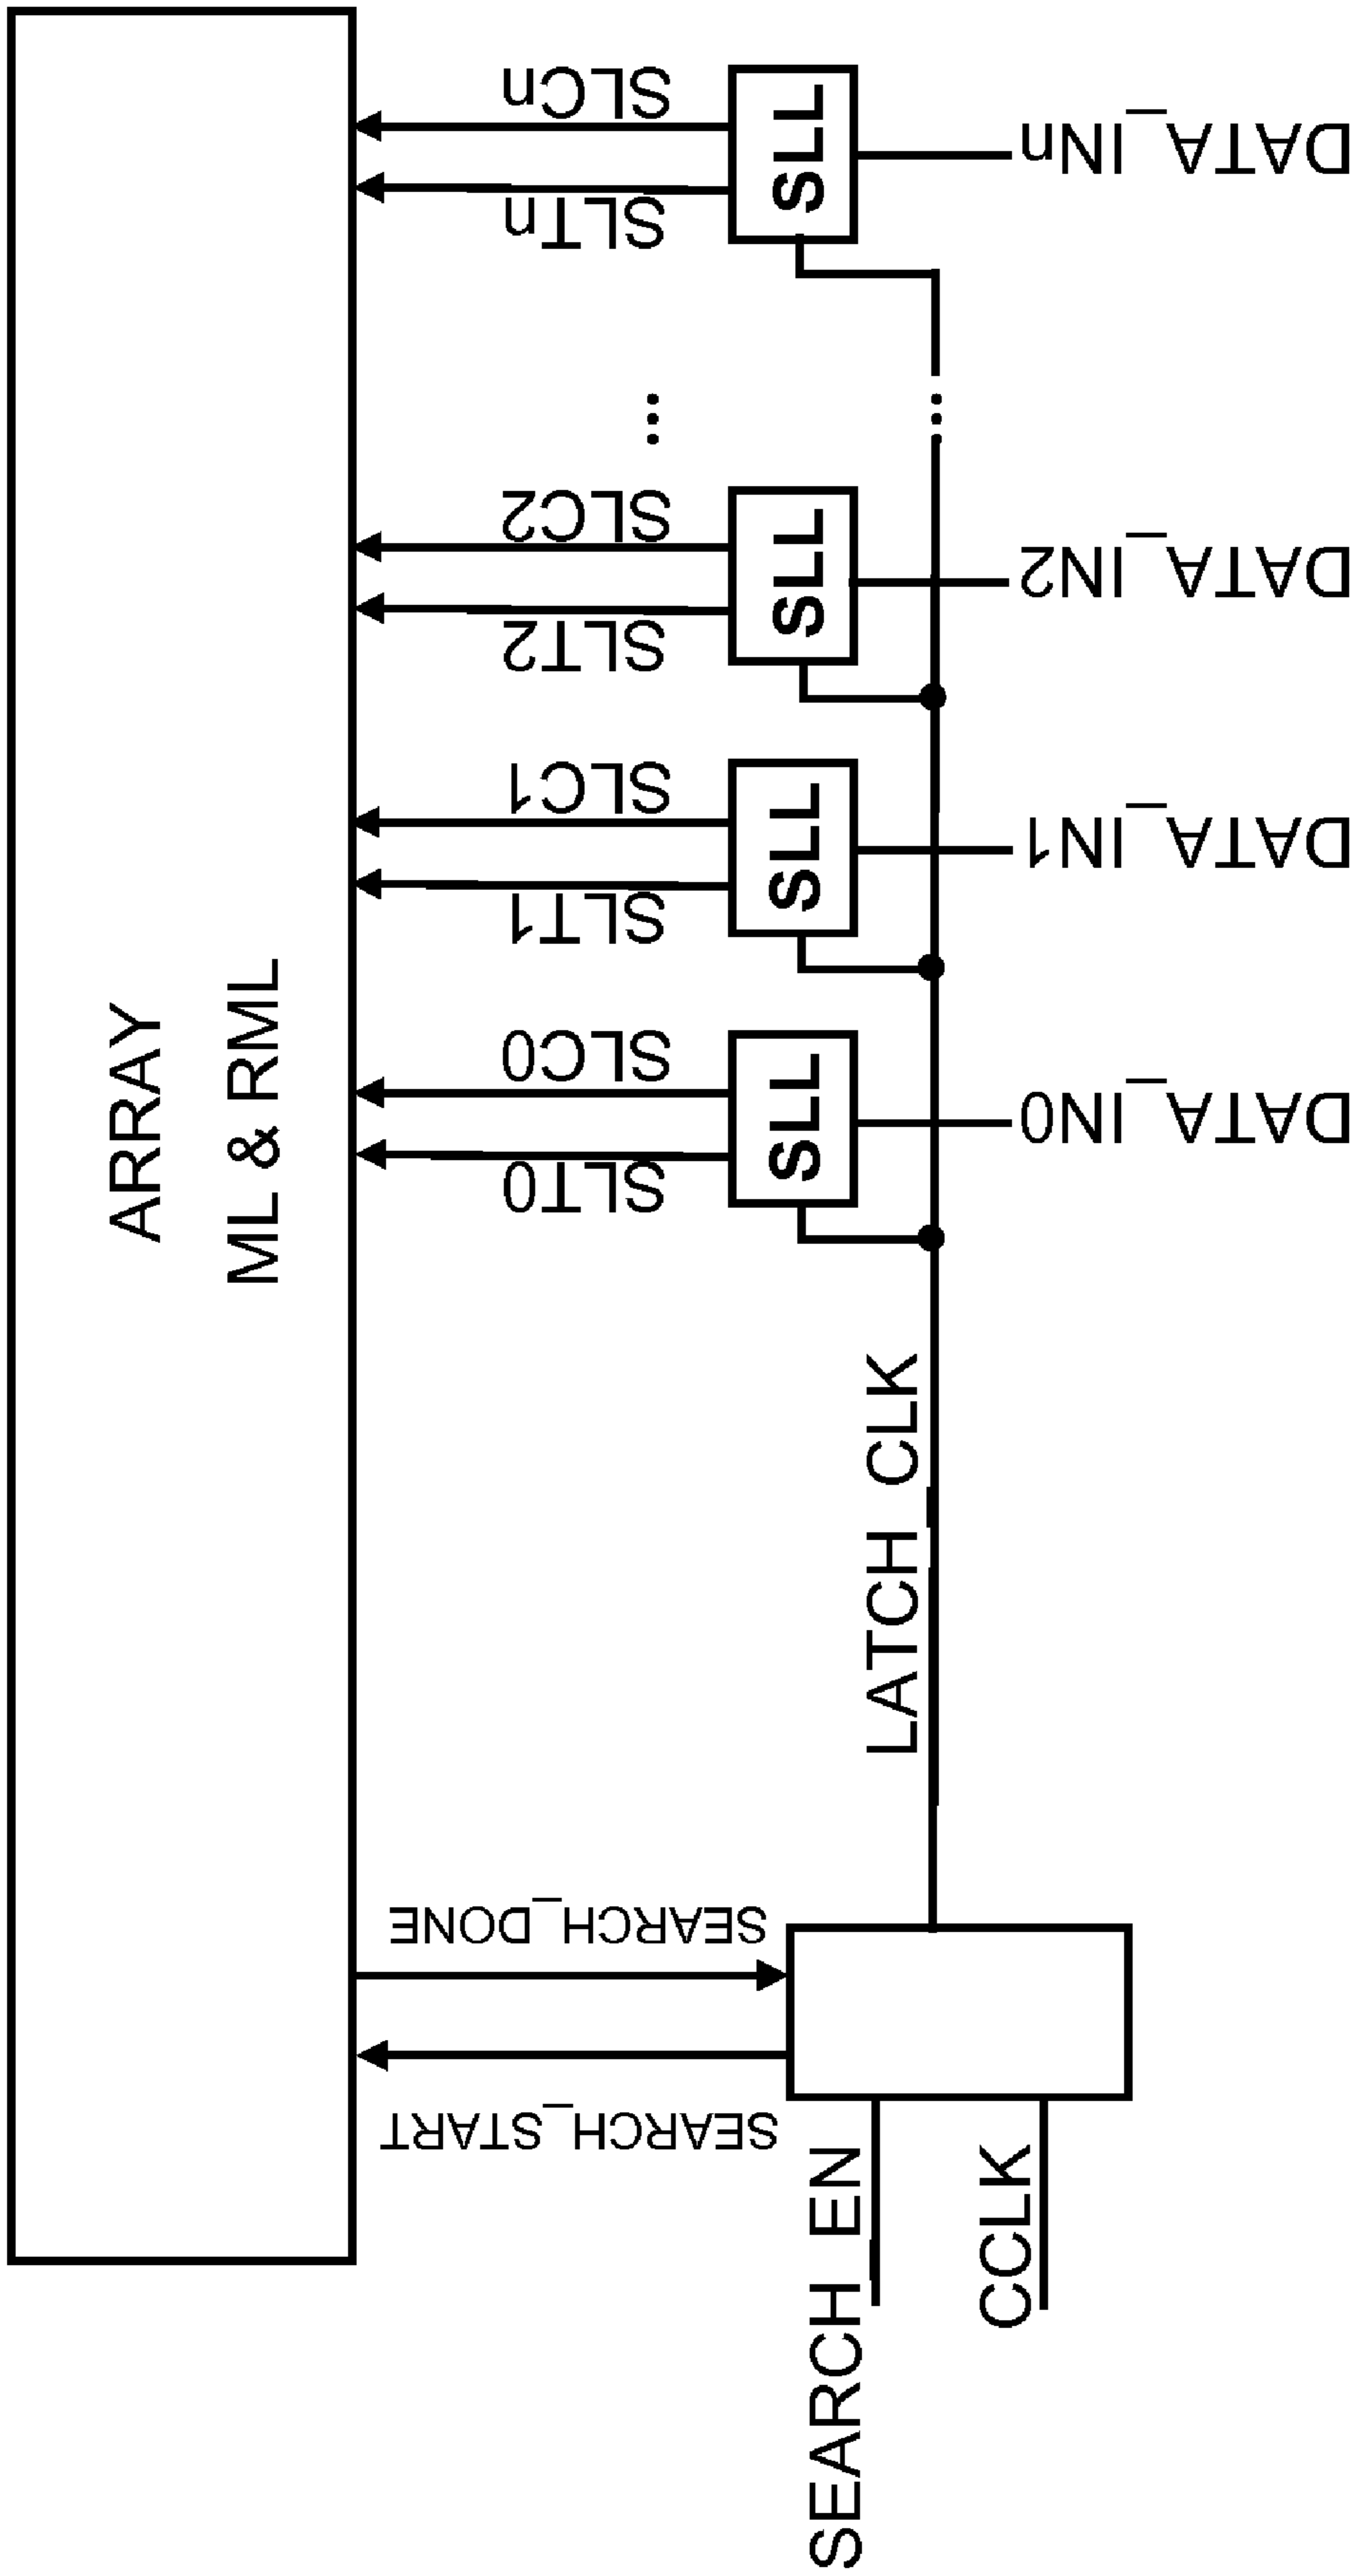 ARRAY
ML & RML
SEARCH_START
SEARCH_DONE
SLT0
SLC0
SLT1
SLC1
SLT2
SLC2
...
SLTn
SLCn
SLL
SLL
SLL
SLL
LATCH_CLK
...
SEARCH_EN
CCLK
DATA_IN0
DATA_IN1
DATA_IN2
DATA_INn